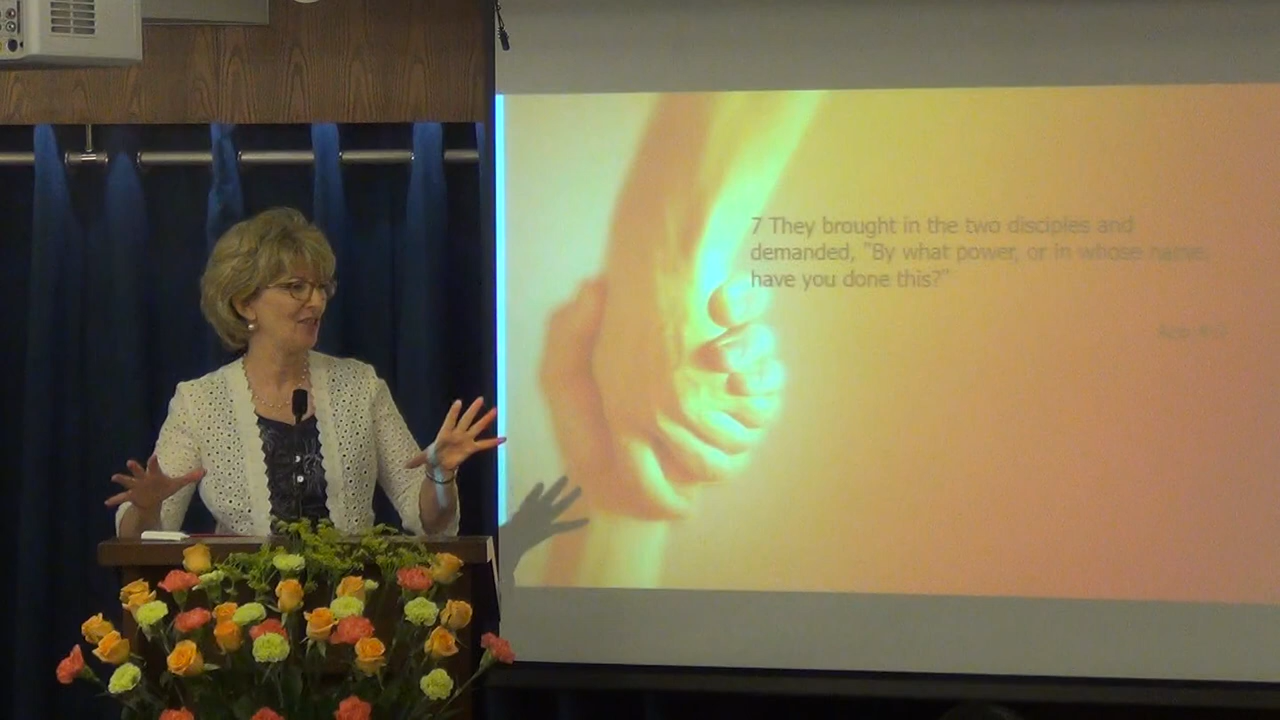 7 They brought in the two disciples and
demanded, "By what power, or in whose name,
have you done this?"